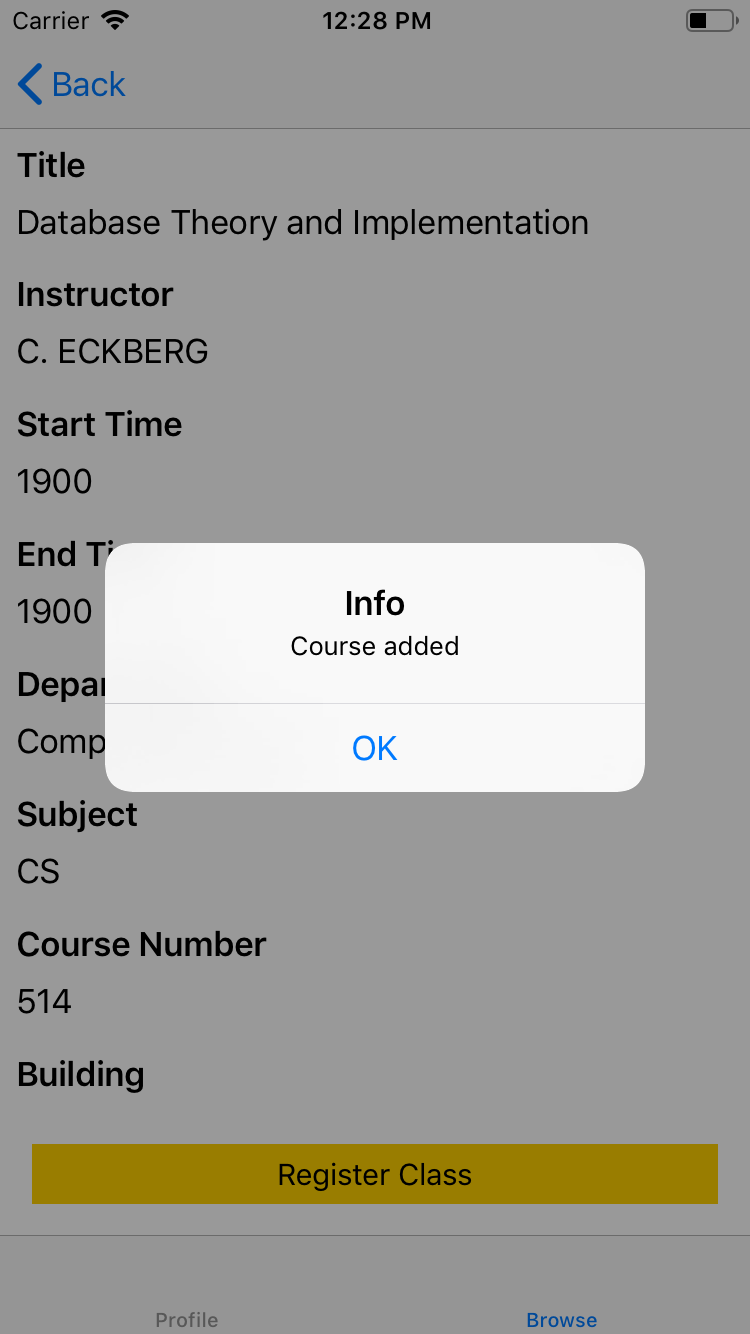 Carrier 12:28 PM
Back
Title
Database Theory and Implementation
Instructor
C. ECKBERG
Start Time
1900
End Ti
1900
Info
Course added
OK
Depar
Comp
Subject
CS
Course Number
514
Building
Register Class
Profile Browse